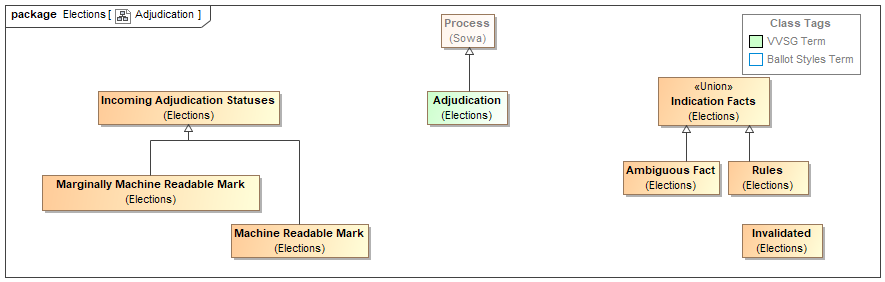 package Elections [ Adjudication ]
Process
(Sowa)
Class Tags
VVSG Term
Ballot Styles Term
Incoming Adjudication Statuses
(Elections)
Adjudication
(Elections)
«Union»
Indication Facts
(Elections)
Marginally Machine Readable Mark
(Elections)
Ambiguous Fact
(Elections)
Rules
(Elections)
Machine Readable Mark
(Elections)
Invalidated
(Elections)